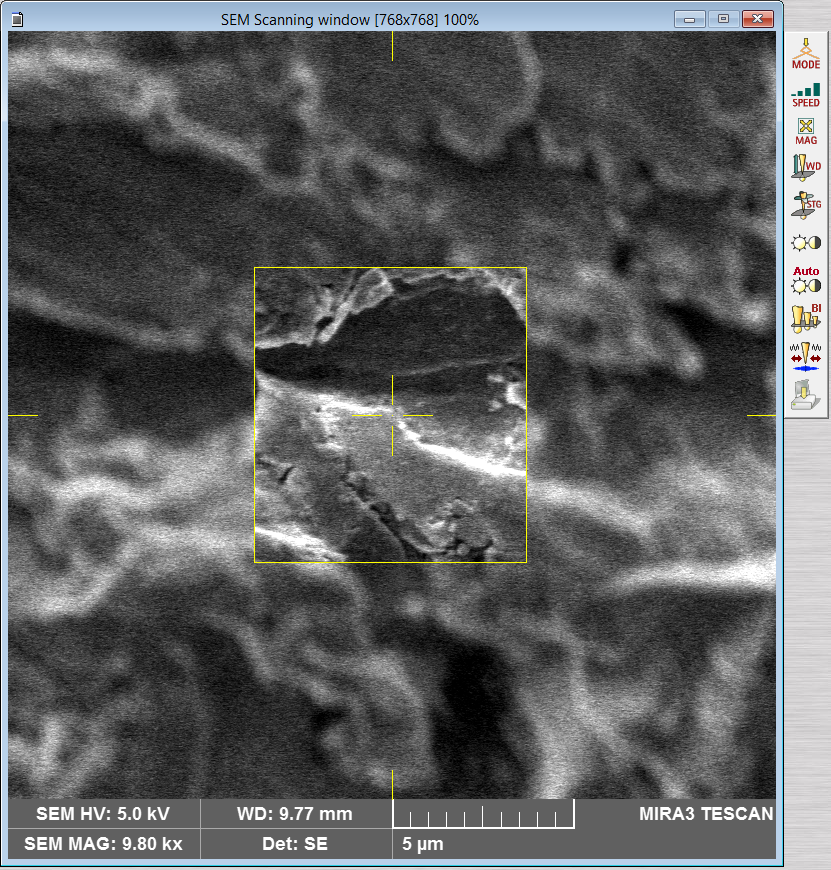 SEM Scanning window [768x768] 100%
MODE
SPEED
MAG
WD
STG
Auto
BI
SEM HV: 5.0 kV
WD: 9.77 mm
MIRA3 TESCAN
SEM MAG: 9.80 kx
Det: SE
5 µm